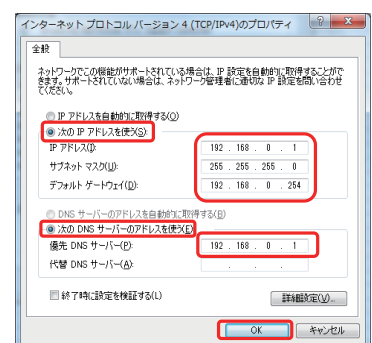 インターネット プロトコル バージョン 4 (TCP/IPv4)のプロパティ
全般
ネットワークでこの機能がサポートされている場合は、IP 設定を自動的に取得することがで
きます。サポートされていない場合は、ネットワーク管理者に適切な IP 設定を問い合わせ
てください。
IP アドレスを自動的に取得する(O)
次の IP アドレスを使う(S):
IP アドレス(I): 192 . 168 . 0 . 1
サブネット マスク(U): 255 . 255 . 255 . 0
デフォルト ゲートウェイ(D): 192 . 168 . 0 . 254
DNS サーバーのアドレスを自動的に取得する(B)
次の DNS サーバーのアドレスを使う(E):
優先 DNS サーバー(P): 192 . 168 . 0 . 1
代替 DNS サーバー(A): . . .
終了時に設定を検証する(L)
詳細設定(V)...
OK キャンセル